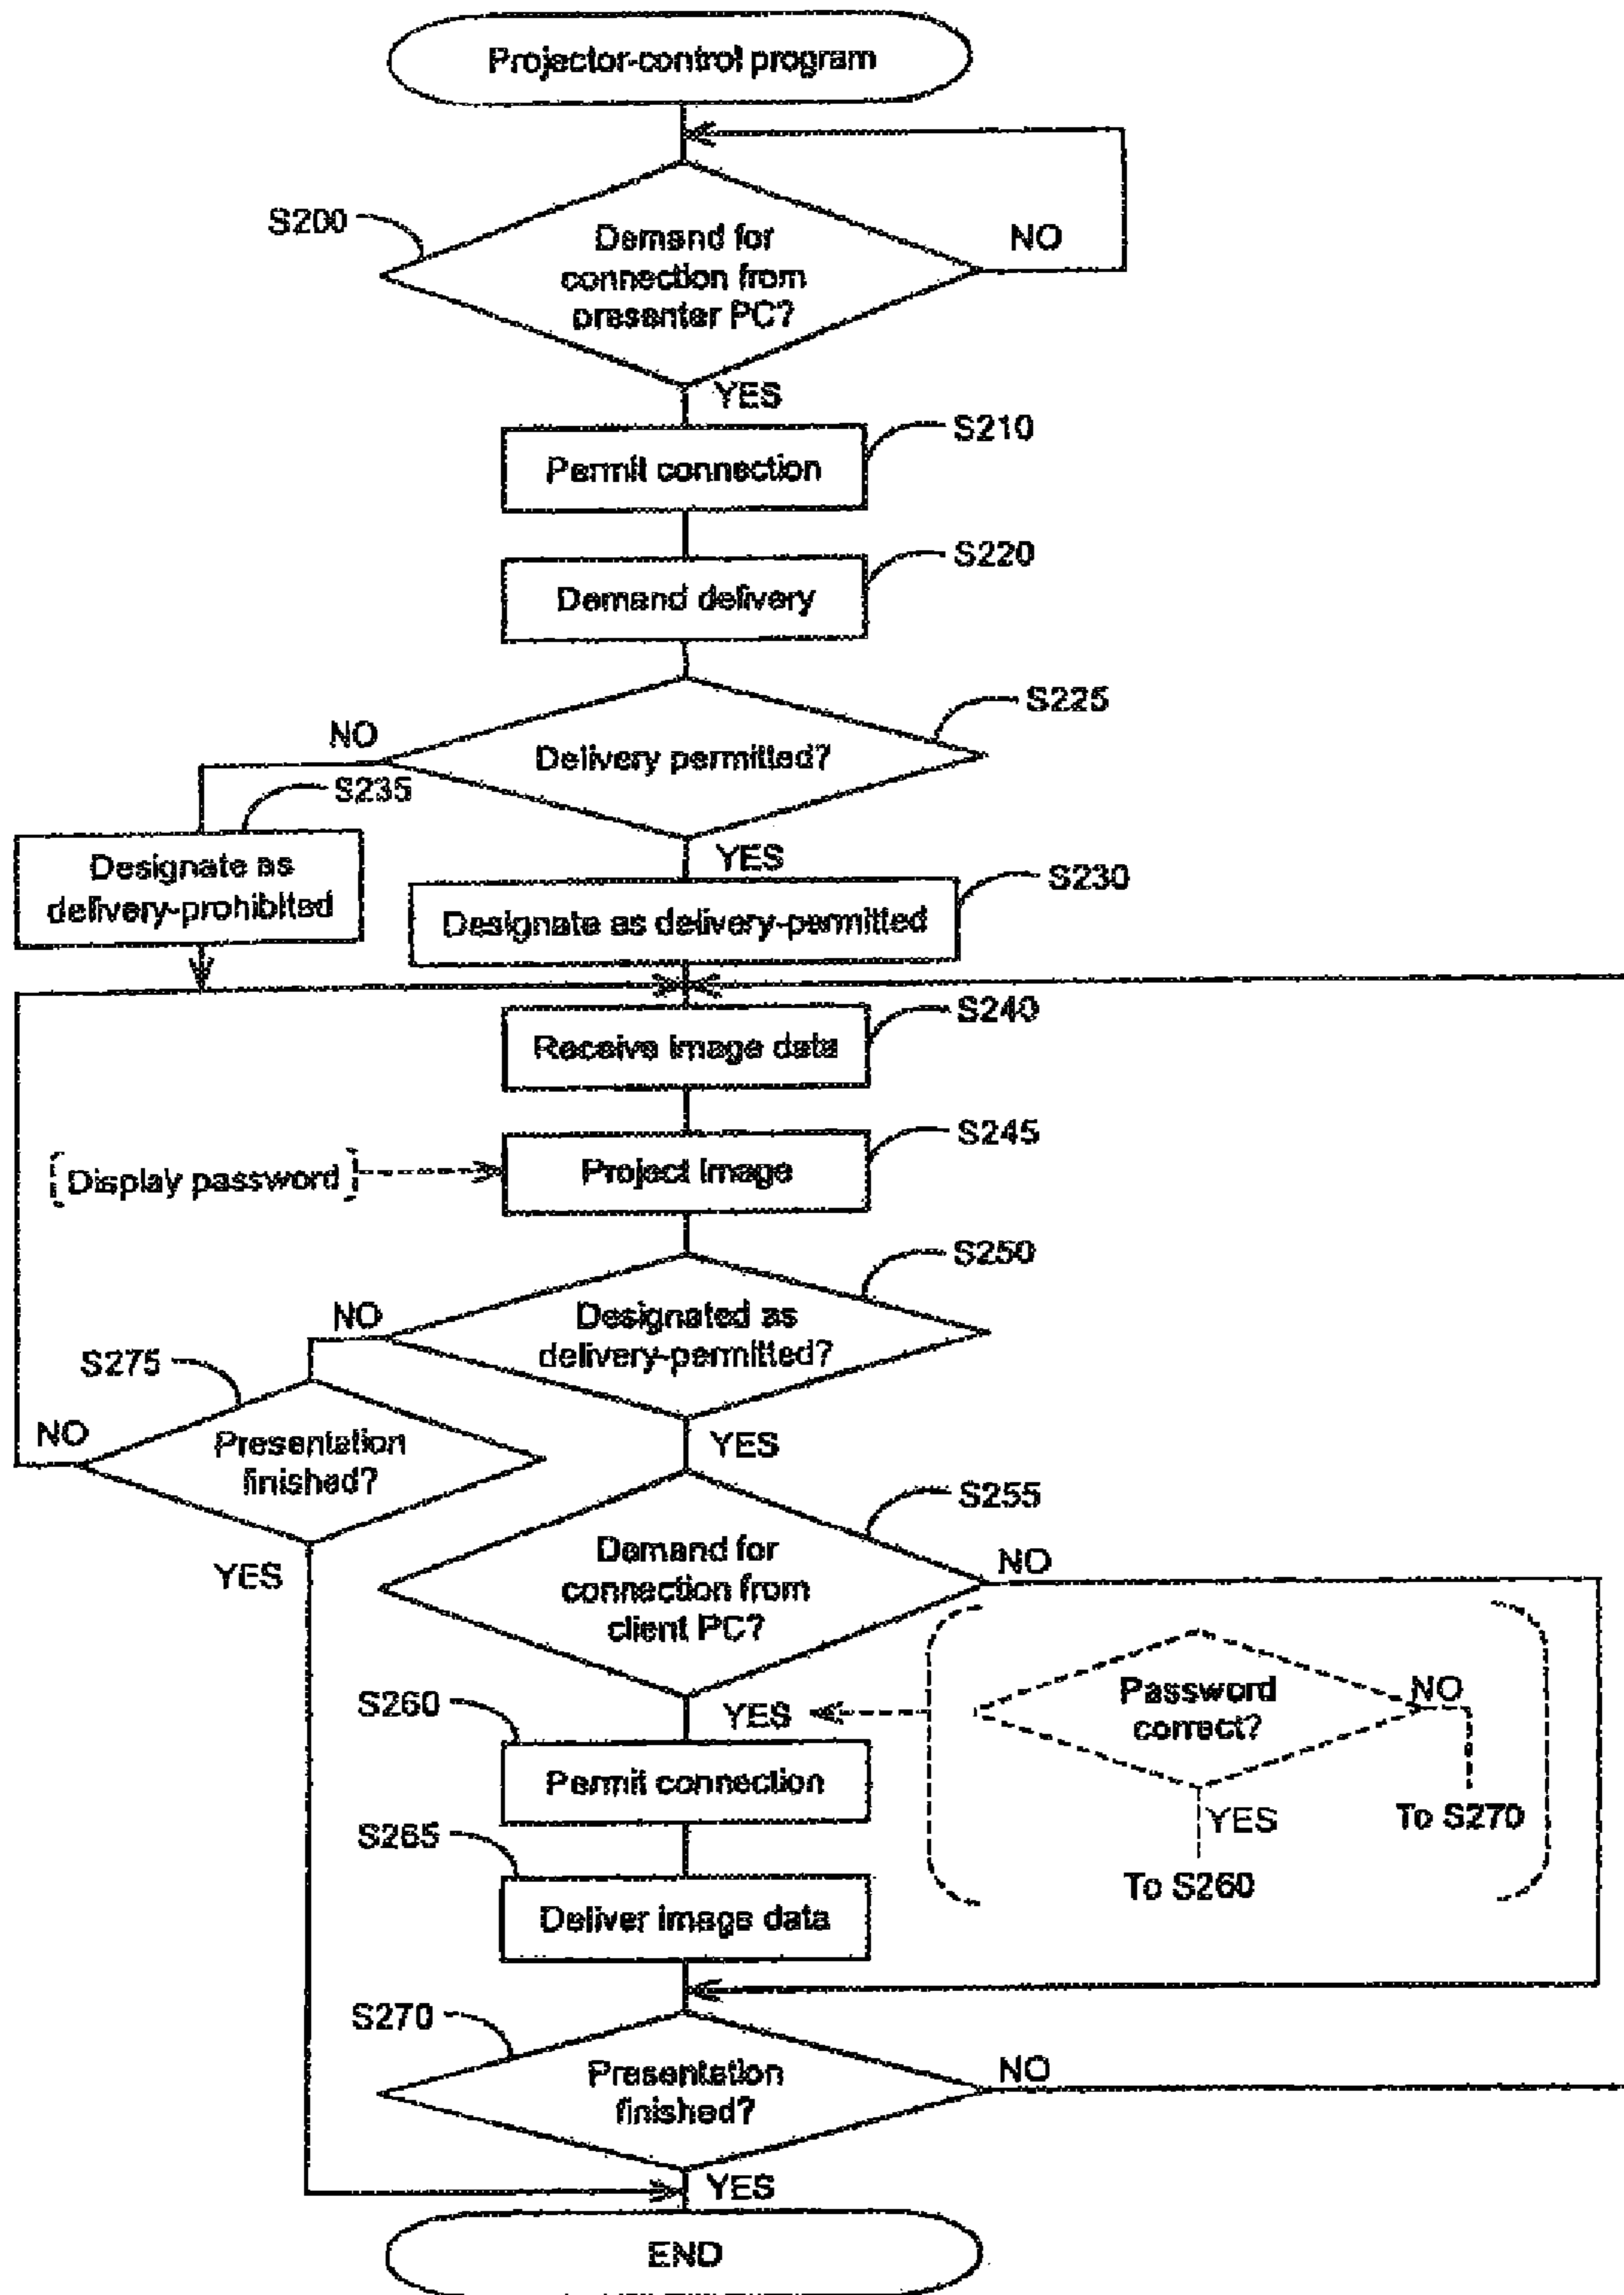 Projector-control program
S200
Demand for
connection from
presenter PC?
NO
YES
S210
Permit connection
S220
Demand delivery
S225
NO
Delivery permitted?
S235
YES
Designate as
delivery-prohibited
S230
Designate as delivery-permitted
S240
Receive image data
S245
[Display password]
Project image
S250
NO
Designated as
delivery-permitted?
S275
NO
Presentation
finished?
YES
YES
S255
Demand for
connection from
client PC?
NO
Password
correct?
NO
YES
To S270
To S260
S260
YES
Permit connection
S265
Deliver image data
S270
Presentation
finished?
NO
YES
END